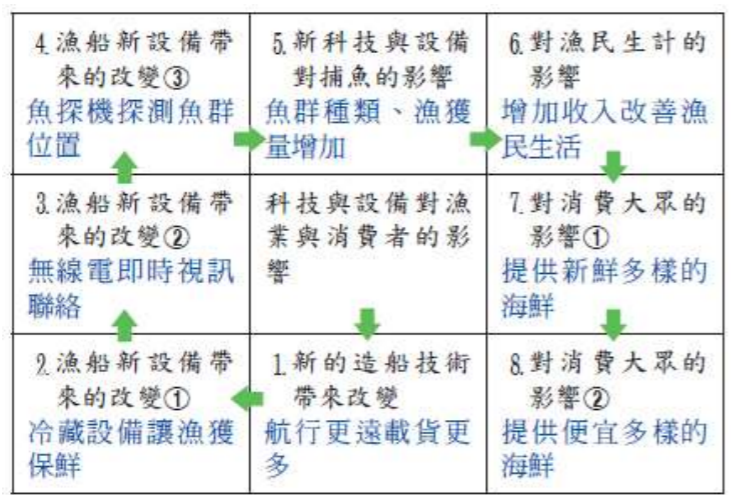 4.漁船新設備帶
來的改變③
魚探機探測魚群
位置
5.新科技與設備
對捕魚的影響
魚群種類、漁獲
量增加
6.對漁民生計的
影響
增加收入改善漁
民生活
3.漁船新設備帶
來的改變②
無線電即時視訊
聯絡
科技與設備對漁
業與消費者的影
響
7.對消費大眾的
影響①
提供新鮮多樣的
海鮮
2.漁船新設備帶
來的改變①
冷藏設備讓漁獲
保鮮
1.新的造船技術
帶來改變
航行更遠載貨更
多
8.對消費大眾的
影響②
提供便宜多樣的
海鮮